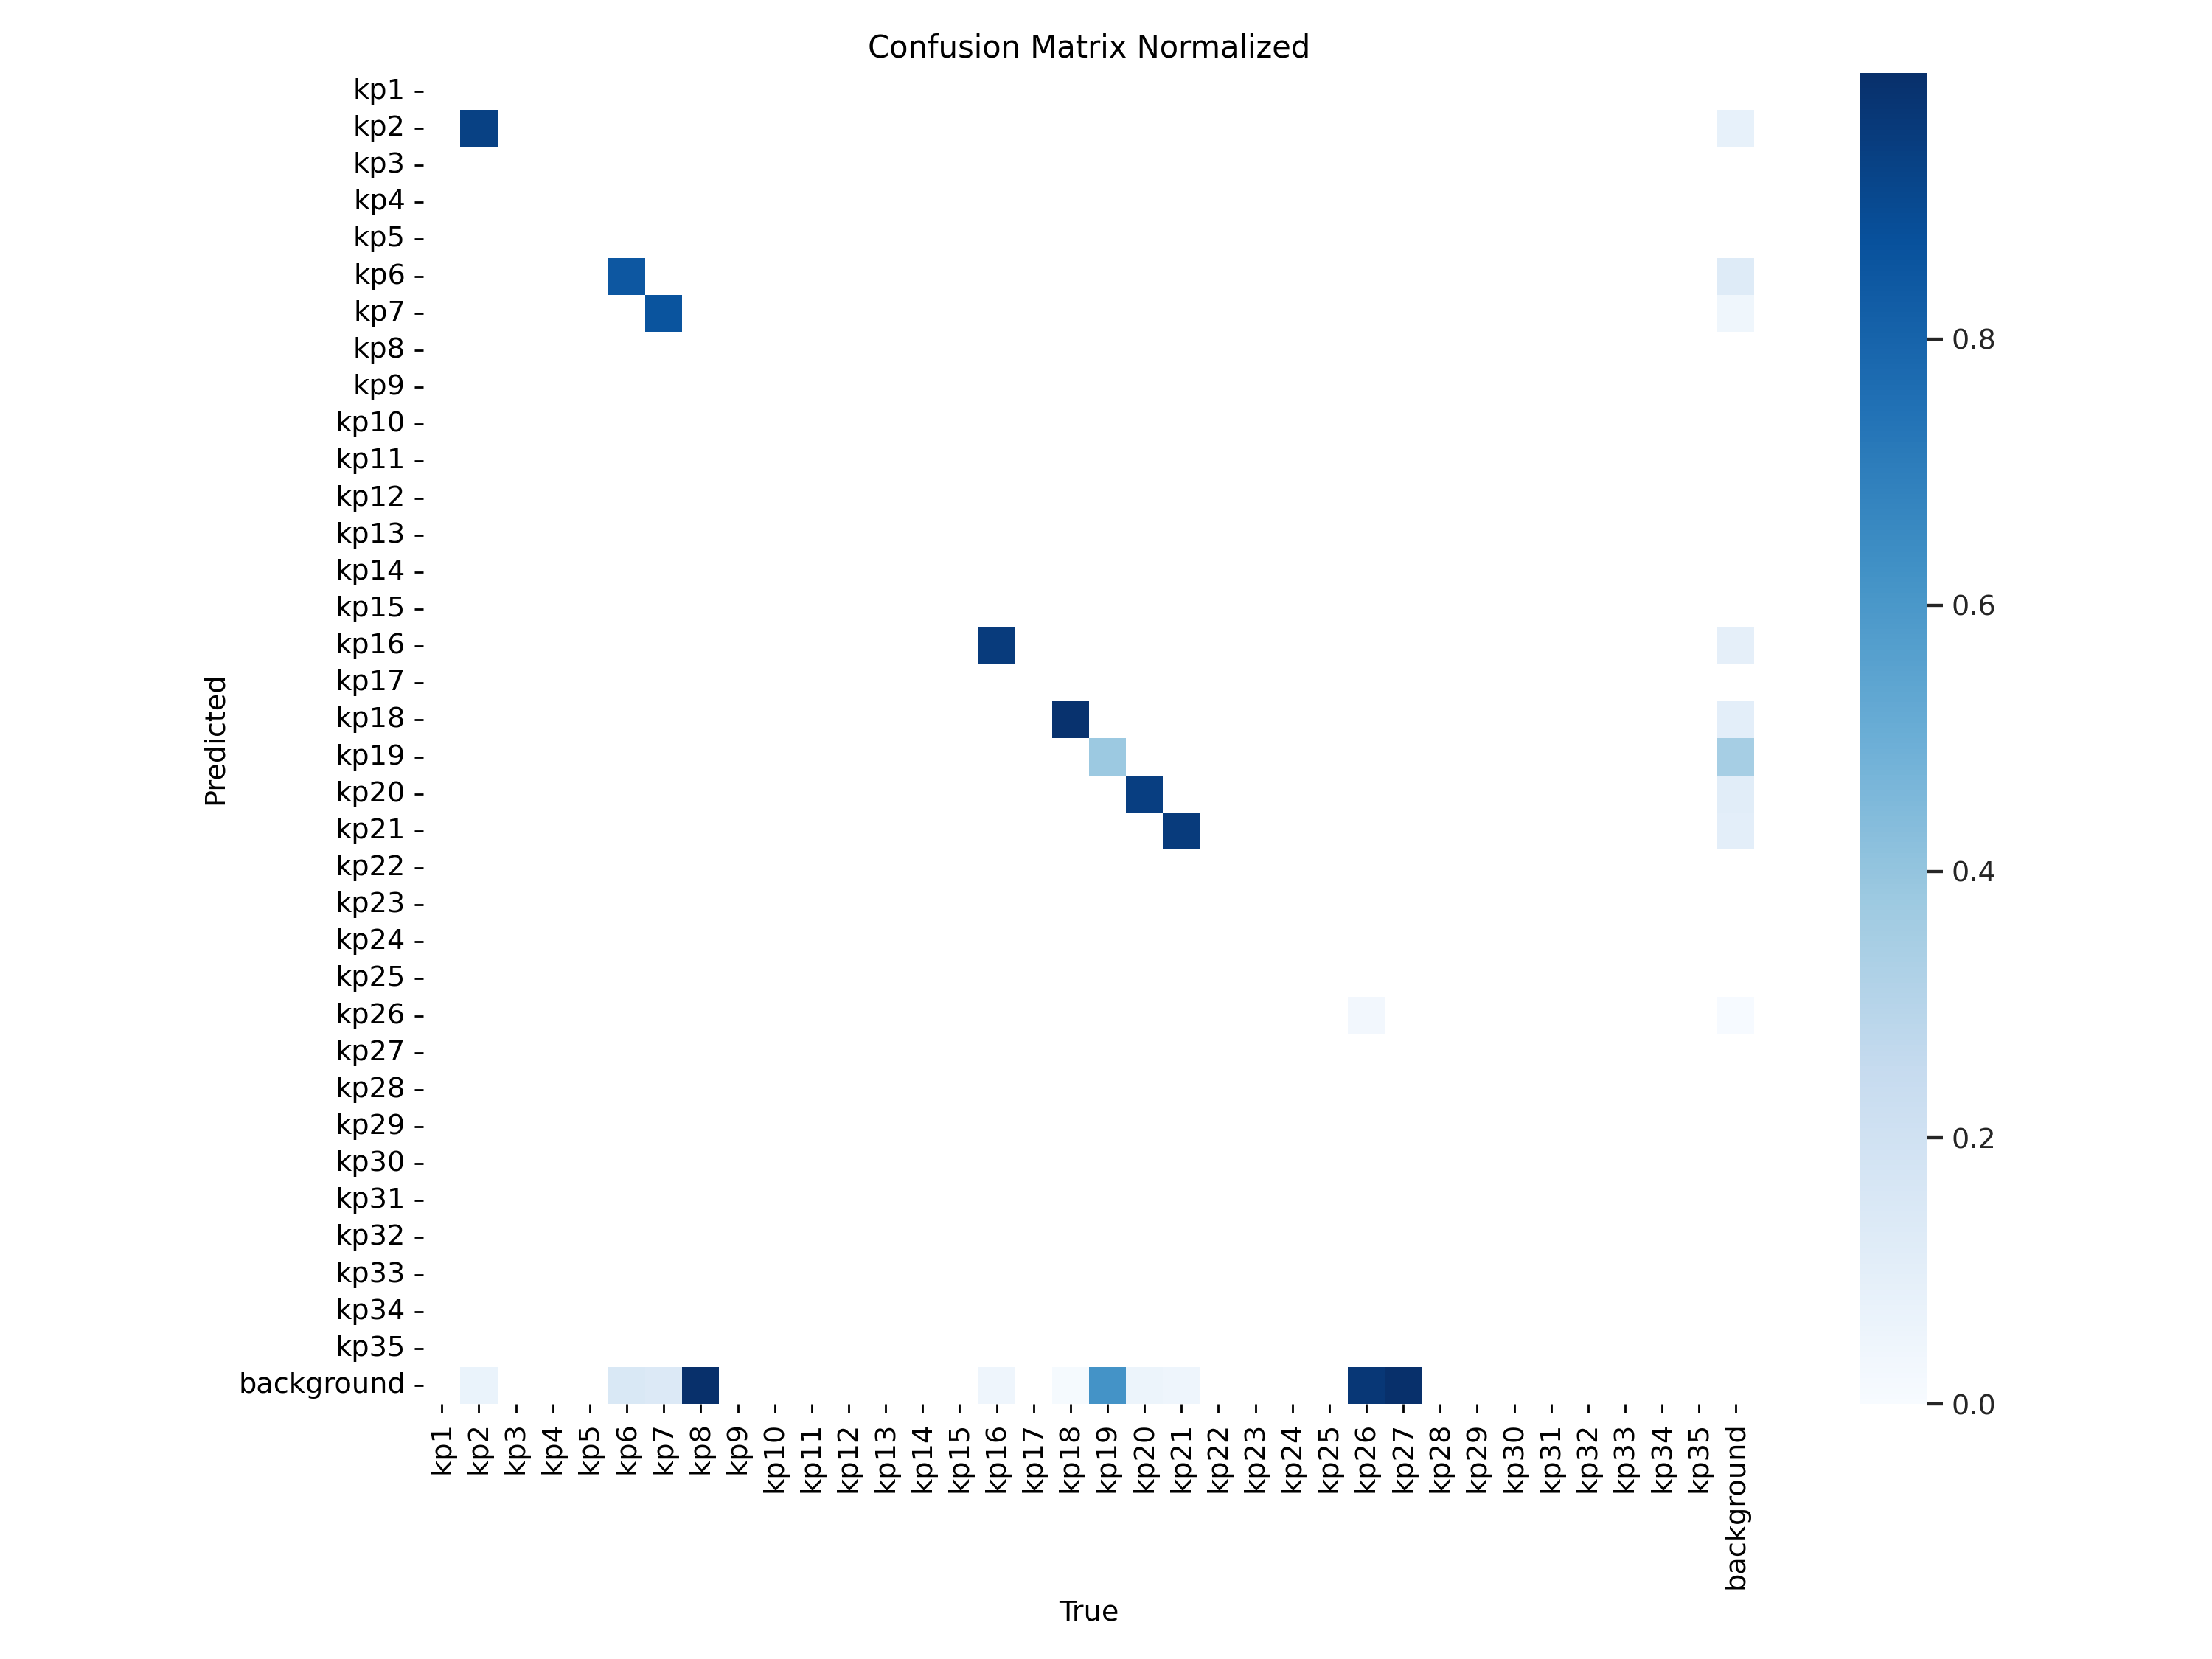 Confusion Matrix Normalized
kp1
kp2
kp3
kp4
kp5
kp6
kp7
kp8
kp9
kp10
kp11
kp12
kp13
kp14
kp15
kp16
kp17
kp18
kp19
kp20
kp21
kp22
kp23
kp24
kp25
kp26
kp27
kp28
kp29
kp30
kp31
kp32
kp33
kp34
kp35
background
Predicted
kp1 kp2 kp3 kp4 kp5 kp6 kp7 kp8 kp9 kp10 kp11 kp12 kp13 kp14 kp15 kp16 kp17 kp18 kp19 kp20 kp21 kp22 kp23 kp24 kp25 kp26 kp27 kp28 kp29 kp30 kp31 kp32 kp33 kp34 kp35 background
True
0.8
0.6
0.4
0.2
0.0